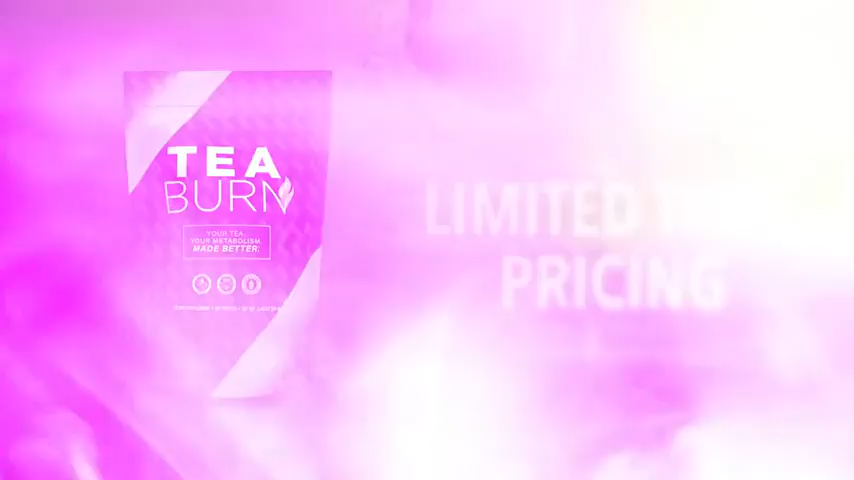 TEA
BURN
YOUR TEA.
YOUR METABOLISM.
MADE BETTER.
LIMITED
PRICING